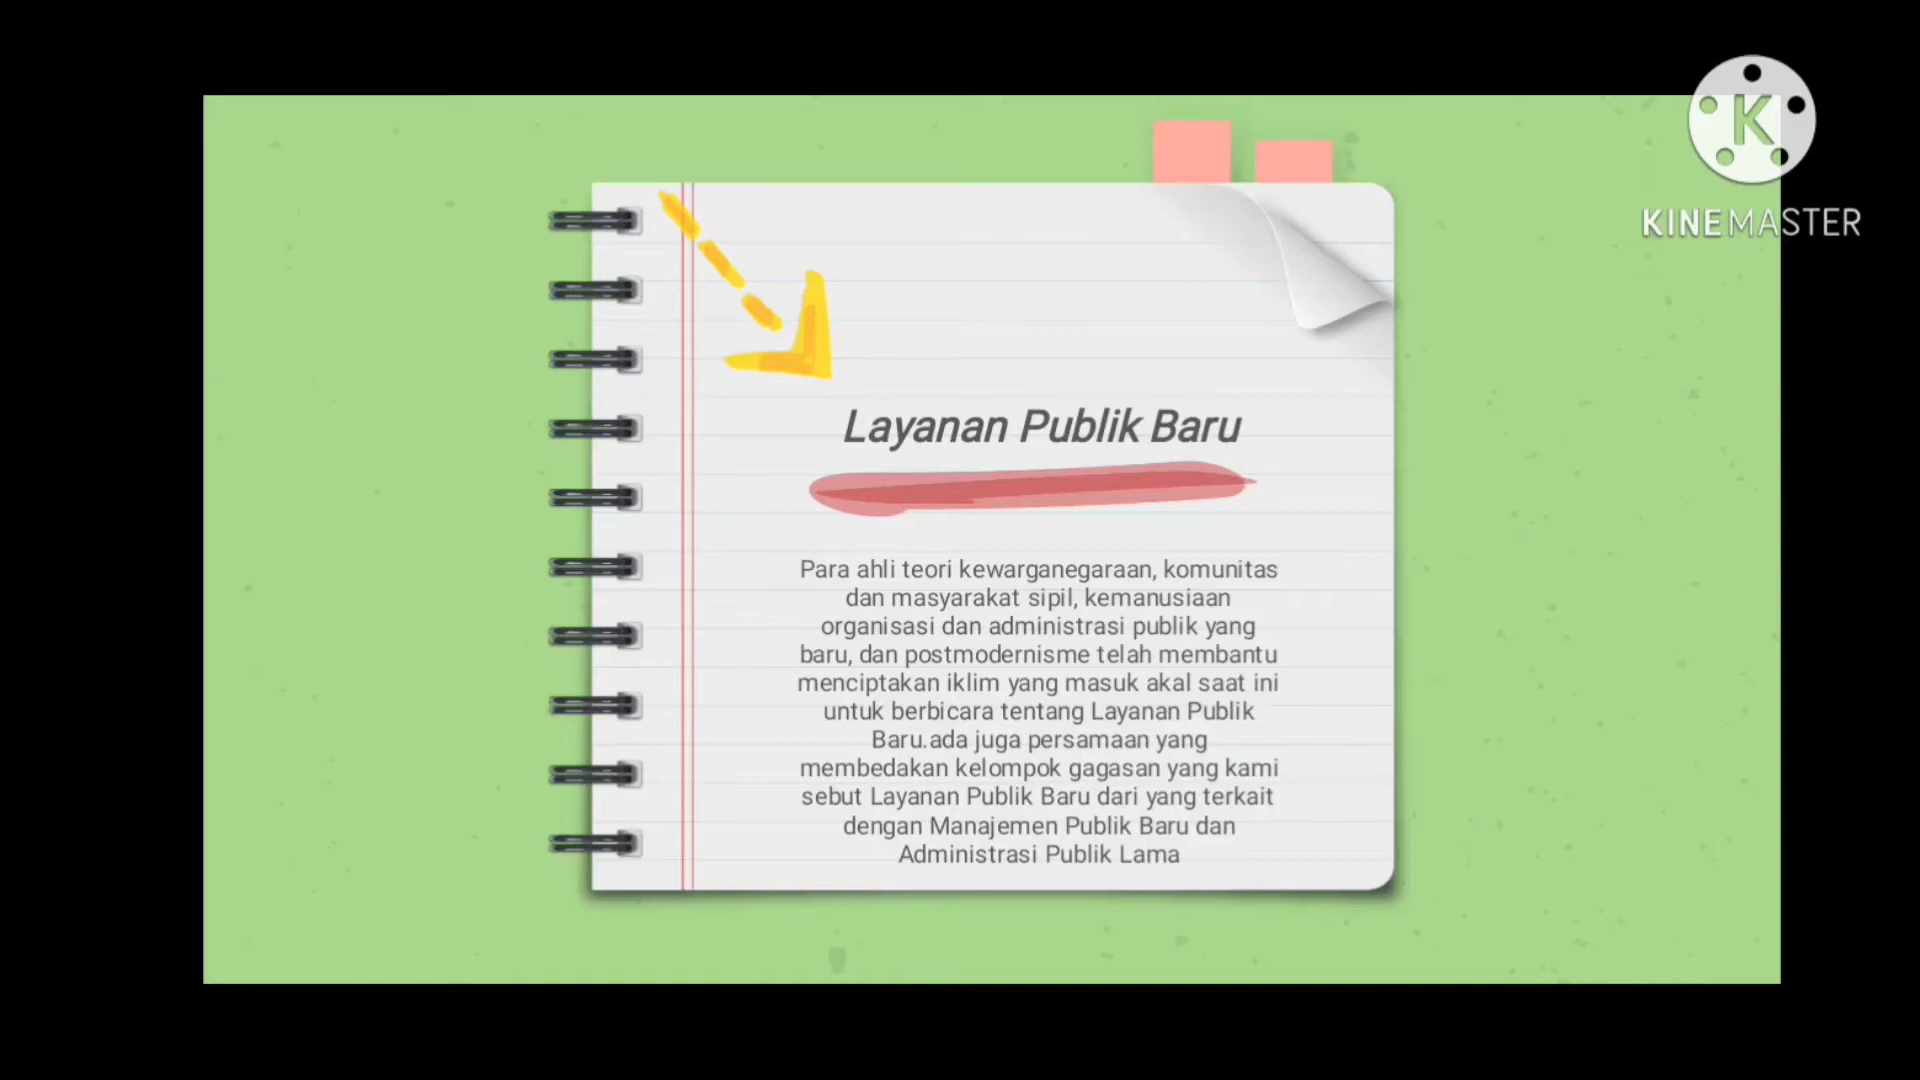 K
KINEMASTER
Layanan Publik Baru
Para ahli teori kewarganegaraan, komunitas
dan masyarakat sipil, kemanusiaan
organisasi dan administrasi publik yang
baru, dan postmodernisme telah membantu
menciptakan iklim yang masuk akal saat ini
untuk berbicara tentang Layanan Publik
Baru.ada juga persamaan yang
membedakan kelompok gagasan yang kami
sebut Layanan Publik Baru dari yang terkait
dengan Manajemen Publik Baru dan
Administrasi Publik Lama